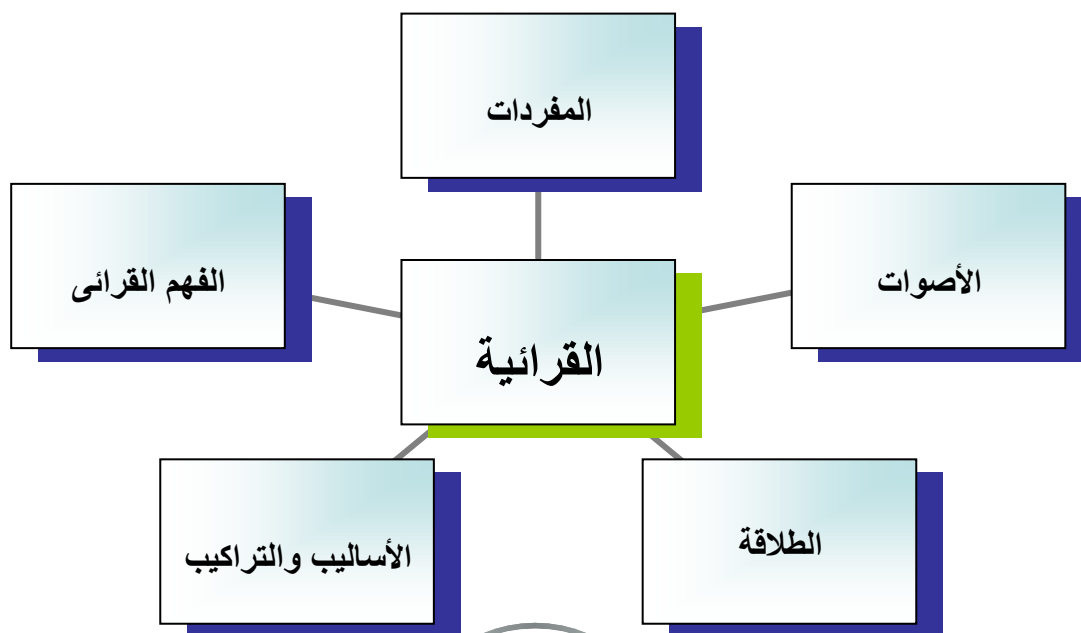 المفردات
الأصوات
الفهم القرائى
القرائية
الطلاقة
الأساليب والتراكيب